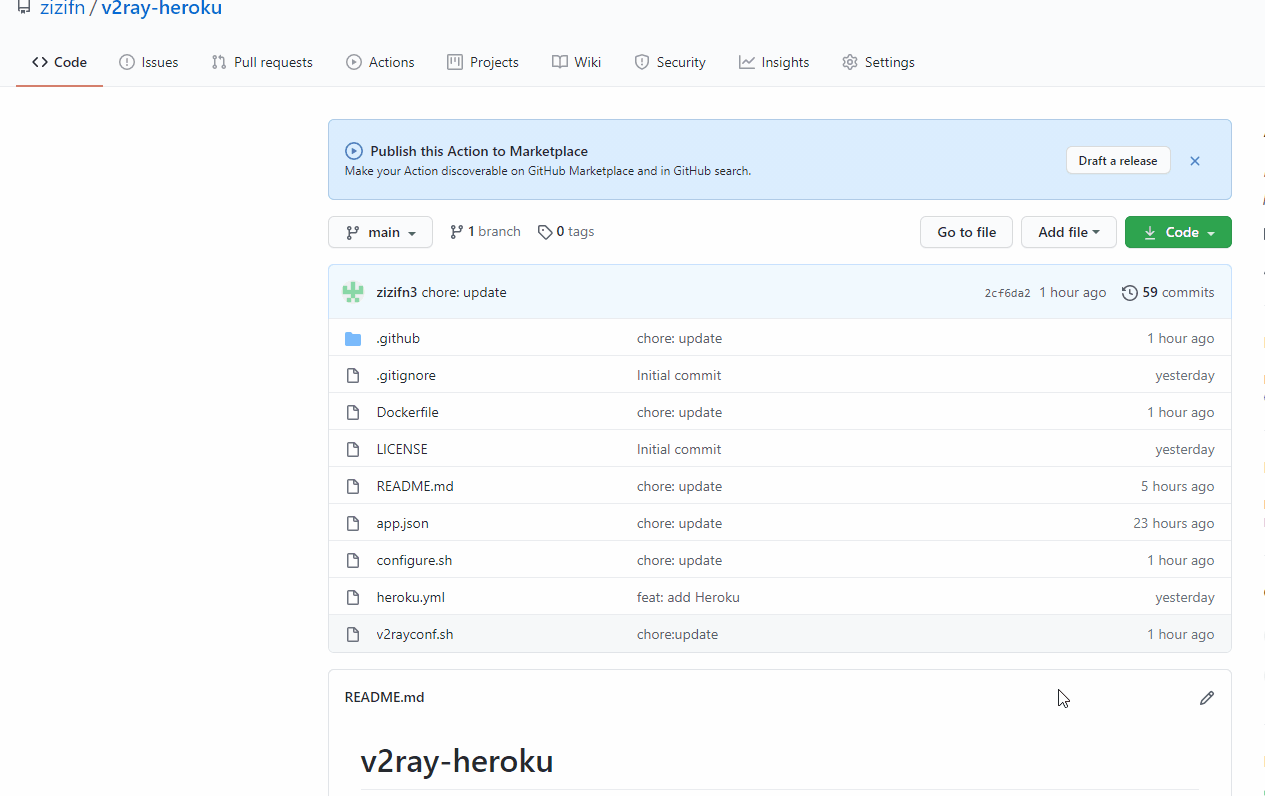 zizifn / v2ray-heroku
Code Issues Pull requests Actions Projects Wiki Security Insights Settings
Publish this Action to Marketplace
Make your Action discoverable on GitHub Marketplace and in GitHub search.
Draft a release
main 1 branch 0 tags Go to file Add file Code
zizifn3 chore: update 2cf6da2 1 hour ago 59 commits
.github chore: update 1 hour ago
.gitignore Initial commit yesterday
Dockerfile chore: update 1 hour ago
LICENSE Initial commit yesterday
README.md chore: update 5 hours ago
app.json chore: update 23 hours ago
configure.sh chore: update 1 hour ago
heroku.yml feat: add Heroku yesterday
v2rayconf.sh chore:update 1 hour ago
README.md
v2ray-heroku